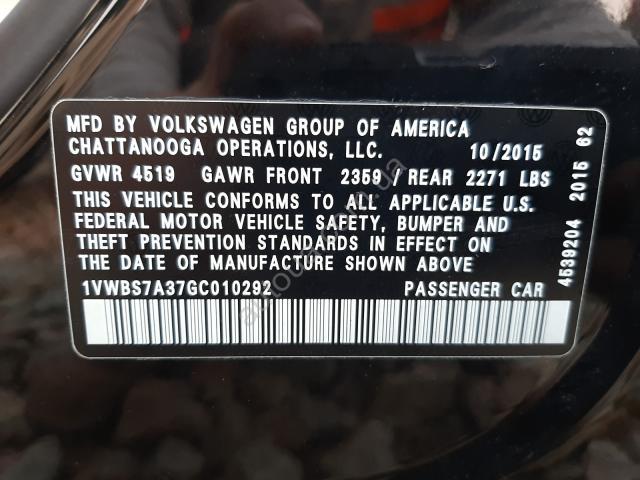 MFD BY VOLKSWAGEN GROUP OF AMERICA
CHATTANOOGA OPERATIONS, LLC. 10/2015
GVWR 4519 GAWR FRONT 2359/REAR 2271 LBS
THIS VEHICLE CONFORMS TO ALL APPLICABLE U.S.
FEDERAL MOTOR VEHICLE SAFETY, BUMPER AND
THEFT PREVENTION STANDARDS IN EFFECT ON
THE DATE OF MANUFACTURE SHOWN ABOVE
1VWBS7A37GC010292 PASSENGER CAR
4539204 2015 62